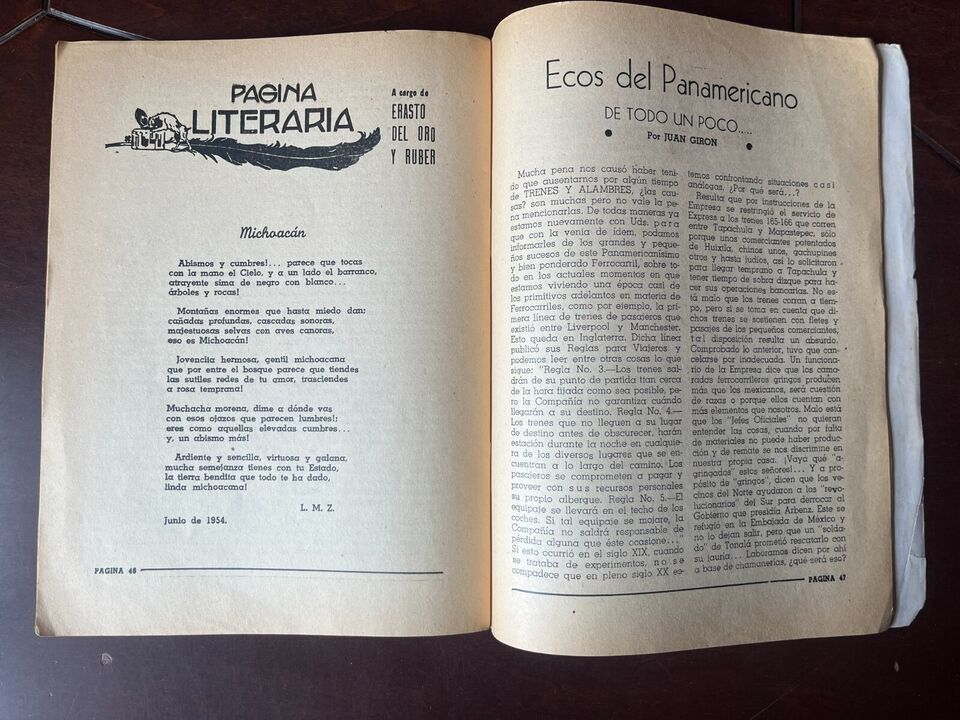 PAGINA
LITERARIA
A cargo de
ERASTO
DEL ORO
Y RUBER
Michoacán
Abismos y cumbres!... parece que tocas
con la mano el Cielo, y a un lado el barranco,
atrayente sima de negro con blanco...
árboles y rocas!
Montañas enormes que hasta miedo dan;
cañadas profundas, cascadas sonoras,
majestuosas selvas con aves canoras,
eso es Michoacán!
Jovencita hermosa, gentil michoacana
que por entre el bosque parece que tiendes
las sutiles redes de tu amor, trasciendes
a rosa temprana!
Muchacha morena, dime a dónde vas
con esos ojazos que parecen lumbres!:
eres como aquellas elevadas cumbres...
y, un abismo más!
Ardiente y sencilla, virtuosa y galana,
mucha semejanza tienes con tu Estado,
la tierra bendita que todo te ha dado,
linda michoacana!
L. M. Z.
Junio de 1954.
PAGINA 46
Ecos del Panamericano
DE TODO UN POCO.....
Por JUAN GIRON
Mucha pena nos causó haber teni-
do que ausentarnos por algún tiempo
de TRENES Y ALAMBRES, ¿las cau-
sas? son muchas pero no vale la pe-
na mencionarlas. De todas maneras ya
estamos nuevamente con Uds. para
que con la venia de idem, podamos
informarles de los grandes y peque-
ños sucesos de este Panamericanísimo
y bien ponderado Ferrocarril, sobre to-
do en los actuales momentos en que
estamos viviendo una época casi de
los primitivos adelantos en materia de
Ferrocarriles, como por ejemplo, la pri-
mera línea de trenes de pasajeros que
existió entre Liverpool y Manchester.
Esto queda en Inglaterra. Dicha línea
publicó sus Reglas para Viajeros y
podemos leer entre otras cosas lo que
sigue: "Regla No. 3.—Los trenes sal-
drán de su punto de partida tan cerca
de la hora fijada como sea posible, pe-
ro la Compañía no garantiza cuándo
llegarán a su destino. Regla No. 4.—
Los trenes que no lleguen a su lugar
de destino antes de obscurecer, harán
estación durante la noche en cualquie-
ra de los diversos lugares que se en-
cuentran a lo largo del camino. Los
pasajeros se comprometen a pagar y
proveer con sus recursos personales
su propio albergue. Regla No. 5.—El
equipaje se llevará en el techo de los
coches. Si tal equipaje se mojare, la
Compañía no saldrá responsable de
pérdida alguna que éste ocasione..."
Si esto ocurrió en el siglo XIX, cuando
se trataba de experimentos, no se
compadece que en pleno siglo XX es-
temos confrontando situaciones casi
análogas. ¿Por qué será...?
Resulta que por instrucciones de la
Empresa se restringió el servicio de
Express a los trenes 165-166 que corren
entre Tapachula y Mapastepec, sólo
porque unos comerciantes potentados
de Huixtla, chinos unos, gachupines
otros y hasta judíos, así lo solicitaron
para llegar temprano a Tapachula y
tener tiempo de sobra disque para ha-
cer sus operaciones bancarias. No es-
tá malo que los trenes corran a tiem-
po, pero si se toma en cuenta que di-
chos trenes se sostienen con fletes y
pasajes de los pequeños comerciantes,
tal disposición resulta un absurdo.
Comprobado lo anterior, tuvo que can-
celarse por inadecuada. Un funciona-
rio de la Empresa dice que los cama-
radas ferrocarrileros gringos producen
más que los mexicanos, será cuestión
de razas o porque ellos cuentan con
más elementos que nosotros. Malo está
que los "Jefes Oficiales" no quieran
entender las cosas, cuando por falta
de materiales no puede haber produc-
ción y de remate se nos discrimine en
nuestra propia casa. ¡Vaya qué "a-
gringados" estos señores!... Y a pro-
pósito de "gringos", dicen que los ve-
cinos del Norte ayudaron a los "revo-
lucionarios" del Sur para derrocar al
Gobierno que presidía Arbenz. Este se
refugió en la Embajada de México y
no lo dejan salir, pero que un "solda-
do" de Tonalá prometió rescatarlo con
su jauría... Laboramos dicen por ahí
a base de chamanerías, ¿qué será eso?
PAGINA 47